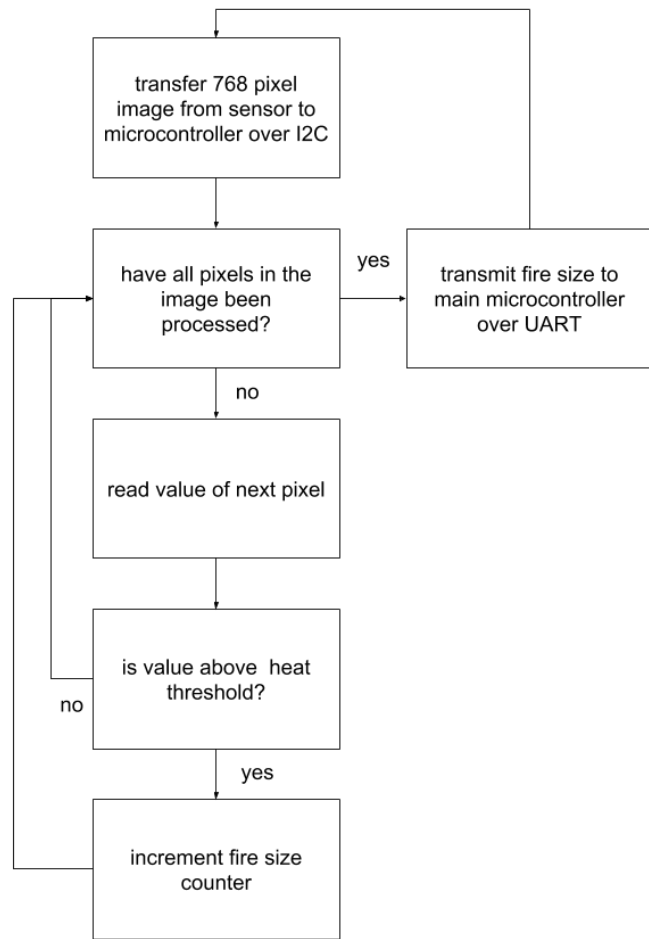 transfer 768 pixel
image from sensor to
microcontroller over I2C
have all pixels in the
image been
processed?
yes
transmit fire size to
main microcontroller
over UART
no
read value of next pixel
is value above heat
threshold?
no
yes
increment fire size
counter